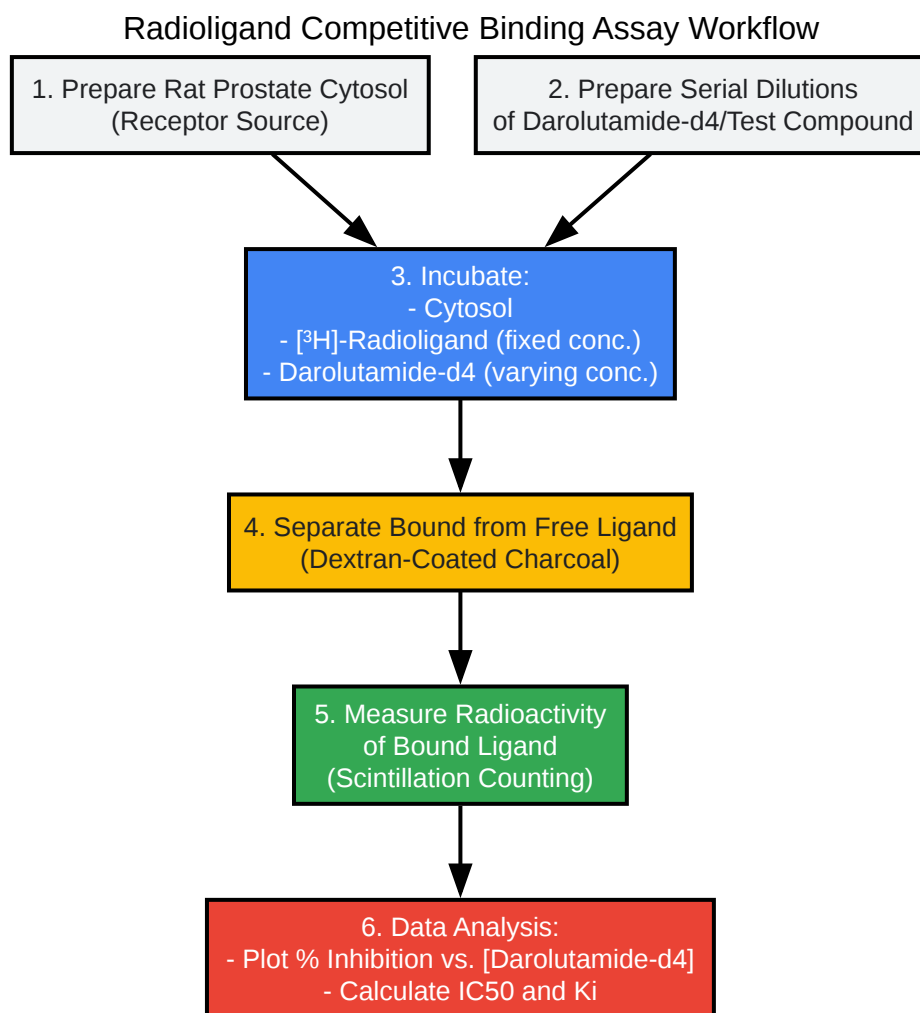 Radioligand Competitive Binding Assay Workflow
1. Prepare Rat Prostate Cytosol
(Receptor Source)
2. Prepare Serial Dilutions
of Darolutamide-d4/Test Compound
3. Incubate:
- Cytosol
- [³H]-Radioligand (fixed conc.)
- Darolutamide-d4 (varying conc.)
4. Separate Bound from Free Ligand
(Dextran-Coated Charcoal)
5. Measure Radioactivity
of Bound Ligand
(Scintillation Counting)
6. Data Analysis:
- Plot % Inhibition vs. [Darolutamide-d4]
- Calculate IC50 and Ki